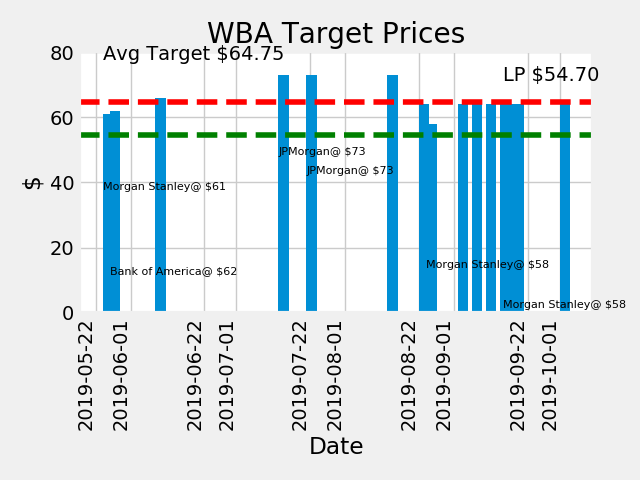 WBA Target Prices
Avg Target $64.75
LP $54.70
80
60
40
20
0
$
JPMorgan@ $73
JPMorgan@ $73
Morgan Stanley@ $61
Morgan Stanley@ $58
Bank of America@ $62
Morgan Stanley@ $58
2019-05-22
2019-06-01
2019-06-22
2019-07-01
2019-07-22
2019-08-01
2019-08-22
2019-09-01
2019-09-22
2019-10-01
Date